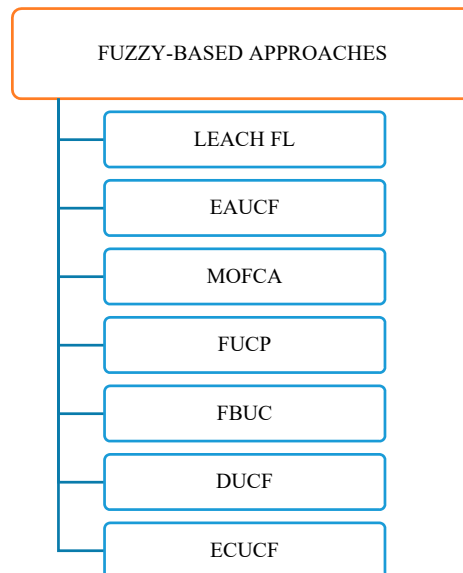 FUZZY-BASED APPROACHES
LEACH FL
EAUCF
MOFCA
FUCP
FBUC
DUCF
ECUCF